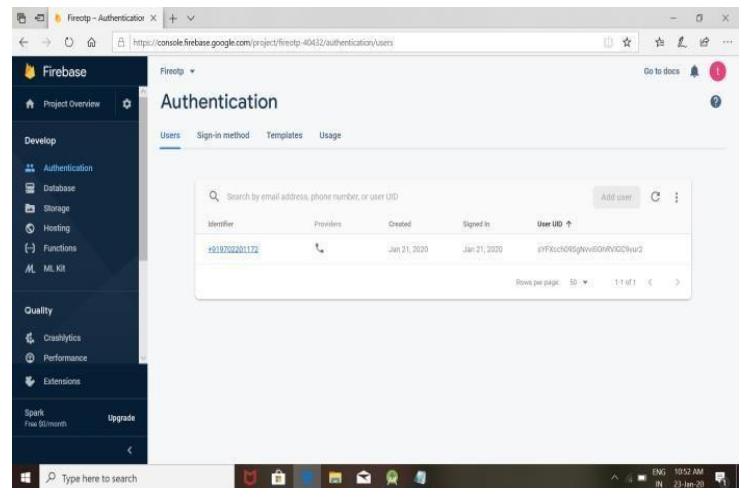 Fireotp – Authentication
https://console.firebase.google.com/project/fireotp-40432/authentication/users
Firebase
Fireotp
Go to docs
t
Project Overview
Authentication
Develop
Users Sign-in method Templates Usage
Authentication
Database
Storage
Hosting
Functions
ML Kit
Search by email address, phone number, or user UID
Add user
Identifier Providers Created Signed In User UID
+919702201172 Jan 21, 2020 Jan 21, 2020
Rows per page: 50 1-1 of 1
Quality
Crashlytics
Performance
Extensions
Spark
Free $0/month
Upgrade
Type here to search
ENG 10:52 AM
IN 23-Jan-20